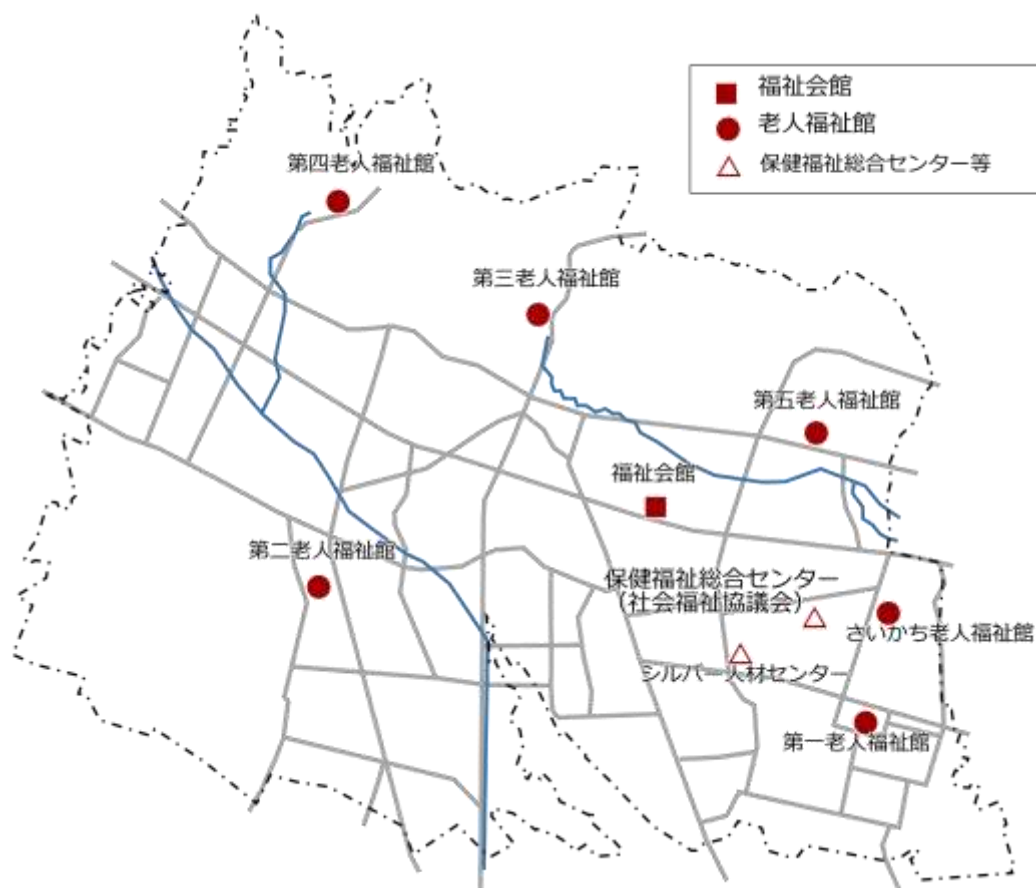 福祉会館
老人福祉館
保健福祉総合センター等
第四老人福祉館
第三老人福祉館
第五老人福祉館
福祉会館
第二老人福祉館
保健福祉総合センター
（社会福祉協議会）
さいかち老人福祉館
シルバー人材センター
第一老人福祉館